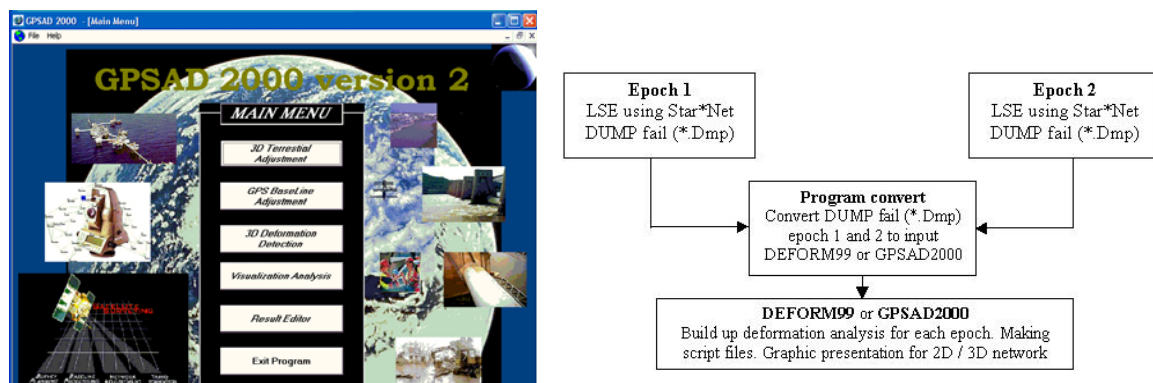 GPSAD 2000 - [Main Menu]
File Help
GPSAD 2000 version 2
MAIN MENU
3D Terrestial
Adjustment
GPS BaseLine
Adjustment
3D Deformation
Detection
Visualization Analysis
Result Editor
Exit Program
Epoch 1
LSE using Star*Net
DUMP fail (*.Dmp)
Epoch 2
LSE using Star*Net
DUMP fail (*.Dmp)
Program convert
Convert DUMP fail (*.Dmp)
epoch 1 and 2 to input
DEFORM99 or GPSAD2000
DEFORM99 or GPSAD2000
Build up deformation analysis for each epoch. Making
script files. Graphic presentation for 2D / 3D network